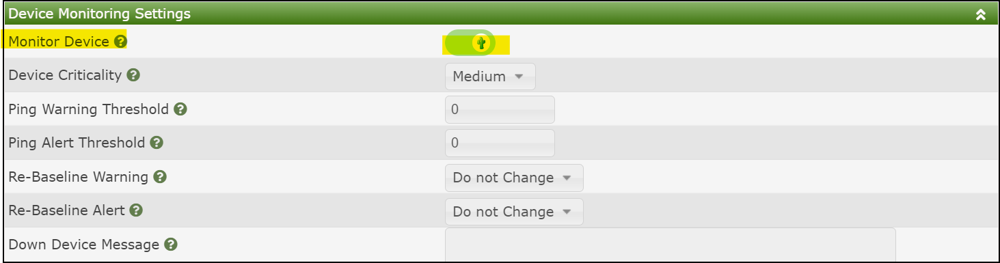 Device Monitoring Settings
Monitor Device ?
Device Criticality ? Medium
Ping Warning Threshold ? 0
Ping Alert Threshold ? 0
Re-Baseline Warning ? Do not Change
Re-Baseline Alert ? Do not Change
Down Device Message ?